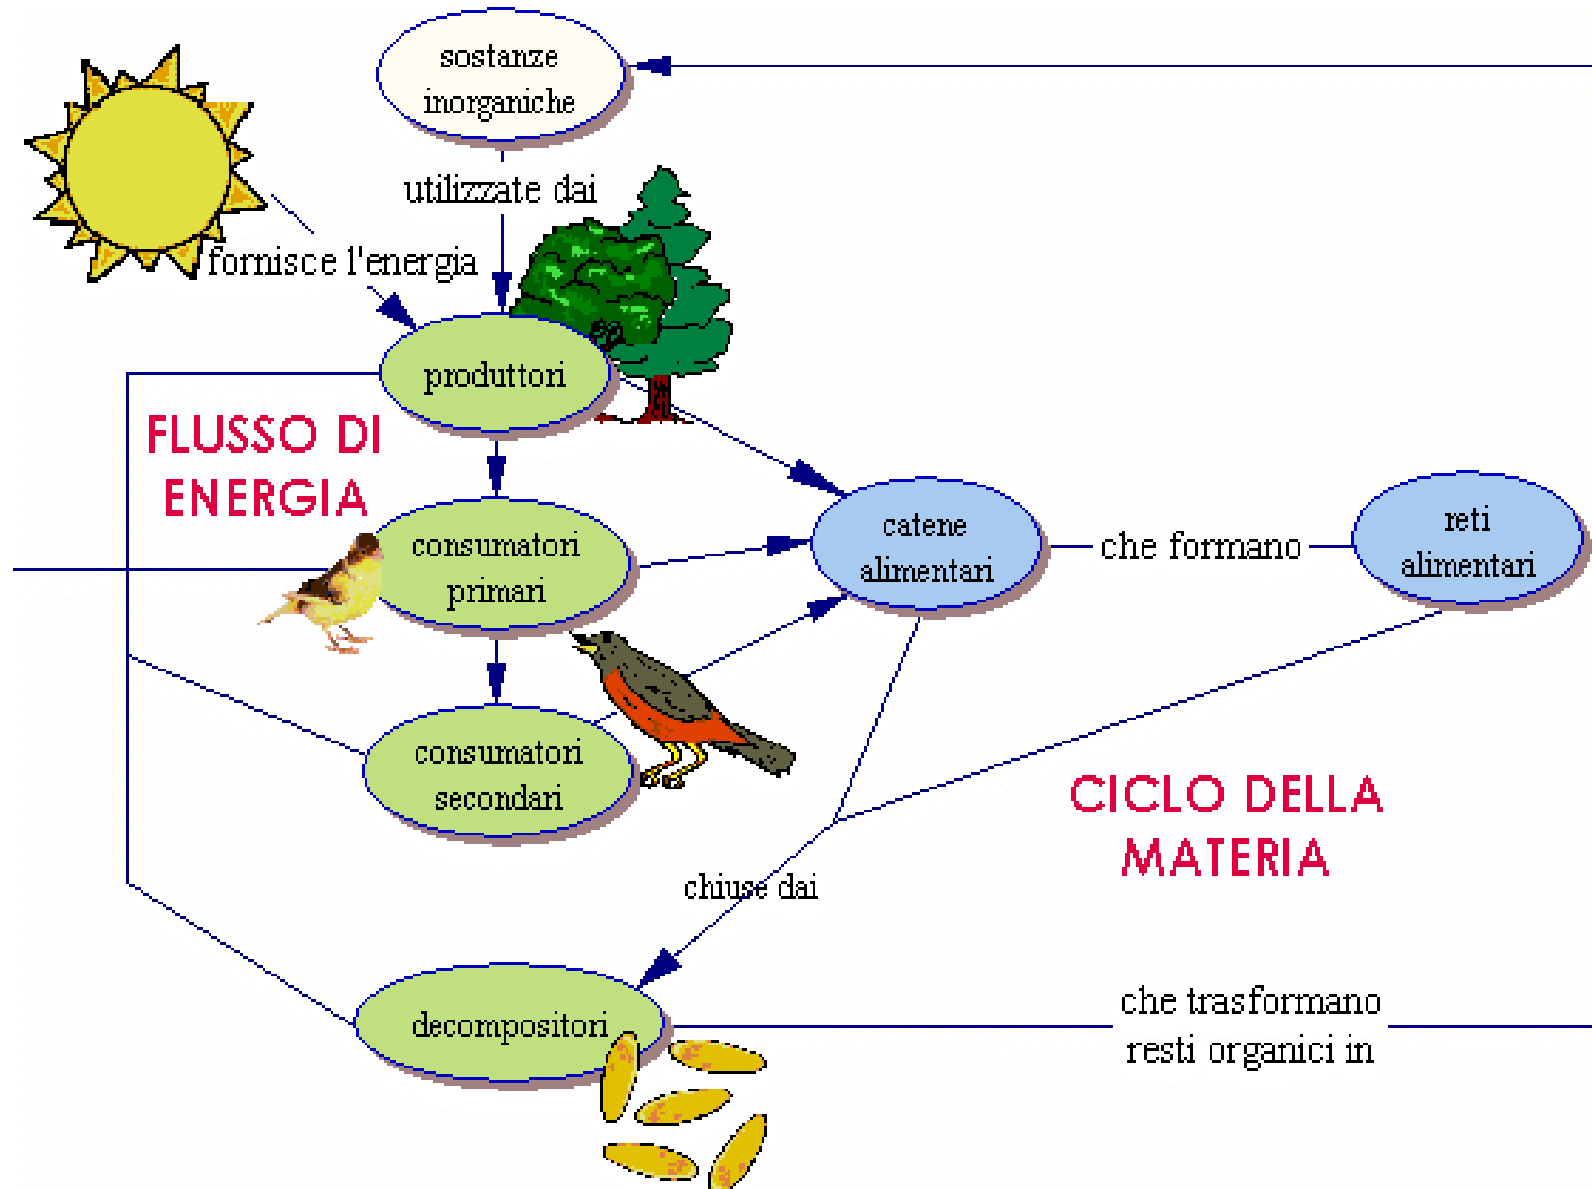 sostanze
inorganiche
utilizzate dai
fornisce l'energia
produttori
FLUSSO DI
ENERGIA
consumatori
primari
catene
alimentari
che formano
reti
alimentari
consumatori
secondari
CICLO DELLA
MATERIA
chiuse dai
decompositori
che trasformano
resti organici in